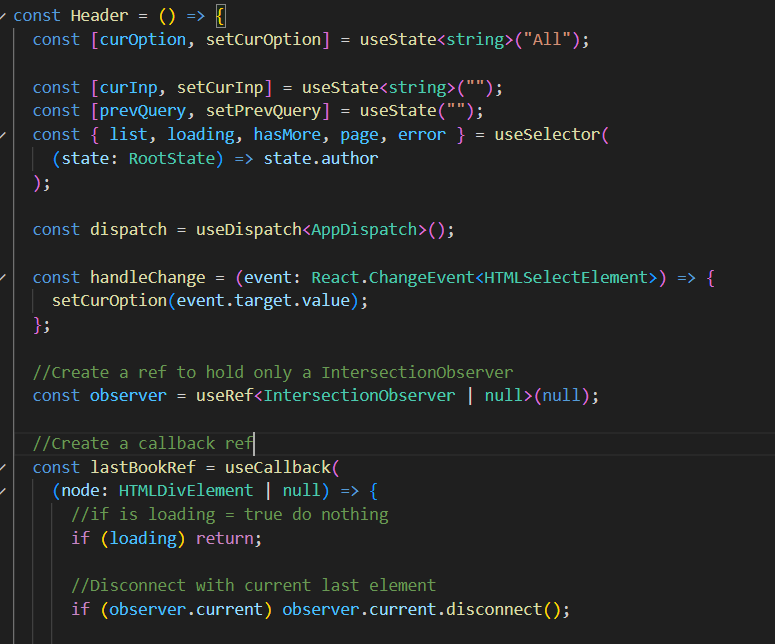 const Header = () => {
const [curOption, setCurOption] = useState<string>("All");
const [curInp, setCurInp] = useState<string>("");
const [prevQuery, setPrevQuery] = useState("");
const { list, loading, hasMore, page, error } = useSelector(
(state: RootState) => state.author
);
const dispatch = useDispatch<AppDispatch>();
const handleChange = (event: React.ChangeEvent<HTMLSelectElement>) => {
setCurOption(event.target.value);
};
//Create a ref to hold only a IntersectionObserver
const observer = useRef<IntersectionObserver | null>(null);
//Create a callback ref
const lastBookRef = useCallback(
(node: HTMLDivElement | null) => {
//if is loading = true do nothing
if (loading) return;
//Disconnect with current last element
if (observer.current) observer.current.disconnect();